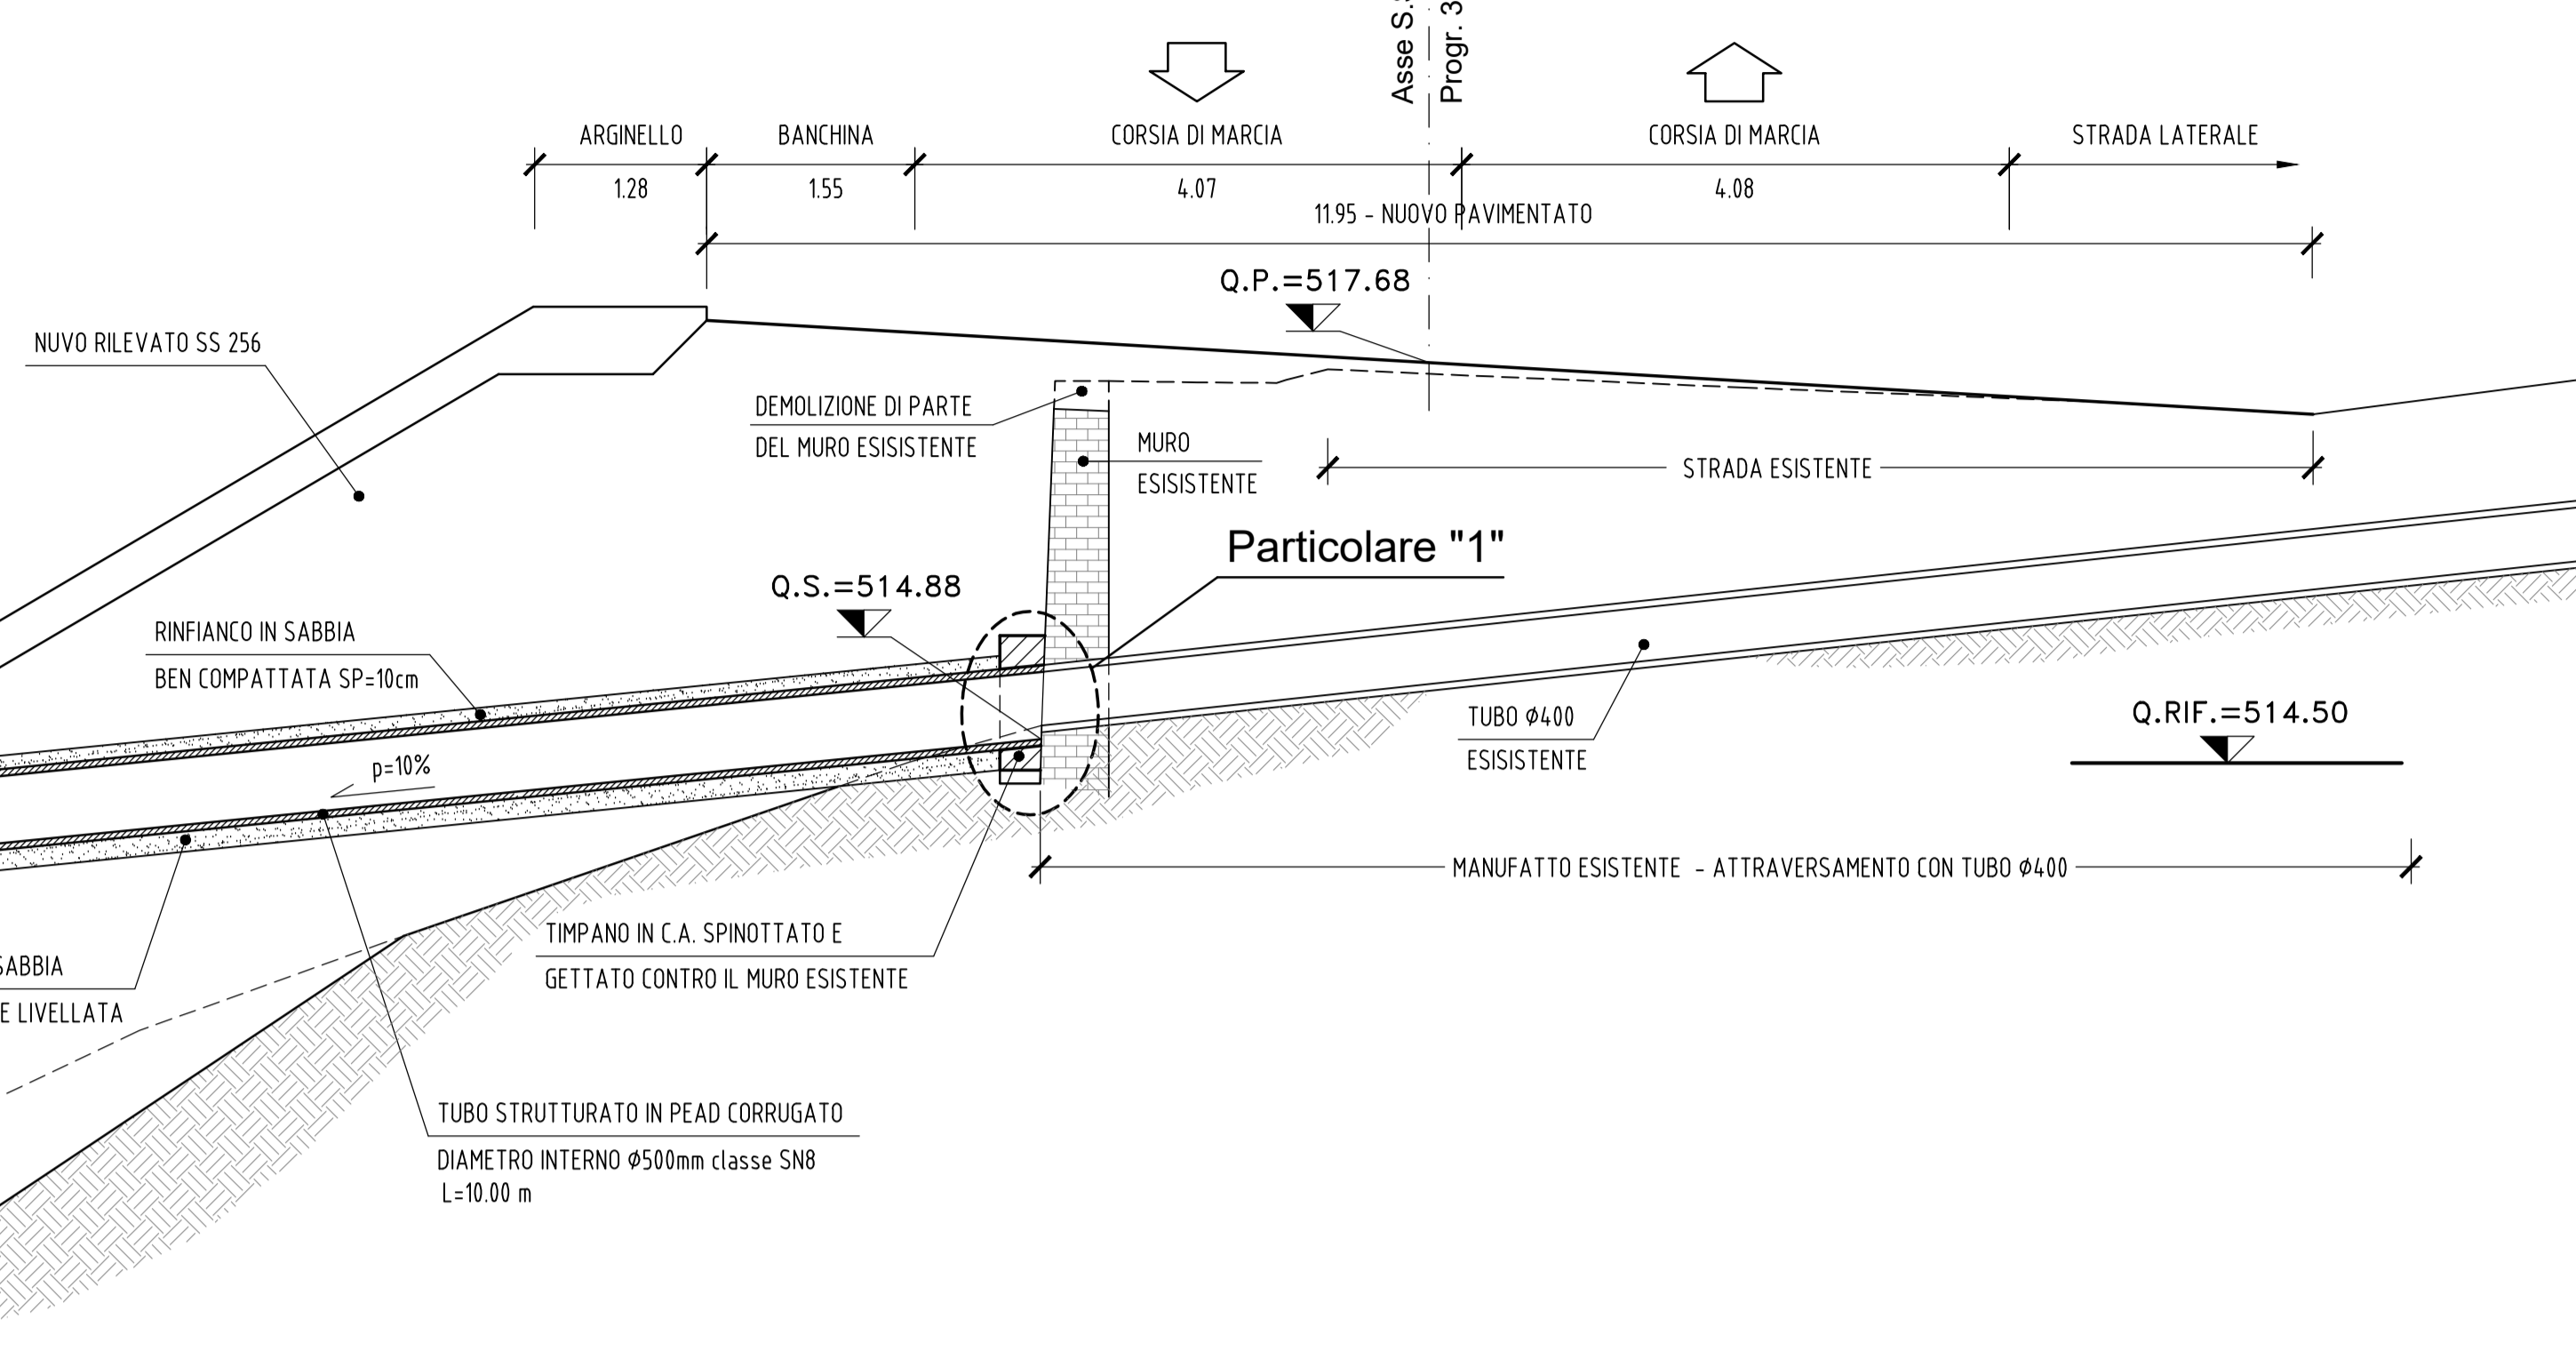 Asse S.S
Progr. 3
ARGINELLO
BANCHINA
CORSIA DI MARCIA
CORSIA DI MARCIA
STRADA LATERALE
1.28
1.55
4.07
4.08
11.95 - NUOVO PAVIMENTATO
Q.P.=517.68
NUVO RILEVATO SS 256
DEMOLIZIONE DI PARTE
DEL MURO ESISISTENTE
MURO
ESISISTENTE
STRADA ESISTENTE
Particolare "1"
Q.S.=514.88
RINFIANCO IN SABBIA
BEN COMPATTATA SP=10cm
TUBO Ø400
ESISISTENTE
Q.RIF.=514.50
p=10%
MANUFATTO ESISTENTE - ATTRAVERSAMENTO CON TUBO Ø400
TIMPANO IN C.A. SPINOTTATO E
GETTATO CONTRO IL MURO ESISTENTE
SABBIA
E LIVELLATA
TUBO STRUTTURATO IN PEAD CORRUGATO
DIAMETRO INTERNO Ø500mm classe SN8
L=10.00 m